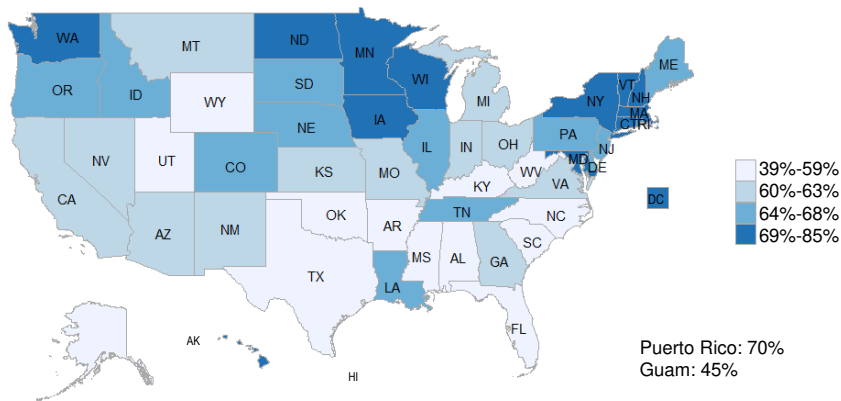 WA
MT
ND
MN
ME
OR
ID
WY
SD
WI
MI
VT
NH
NY
MA
CT
RI
NV
UT
CO
NE
IA
IL
IN
OH
PA
NJ
MD
DE
CA
AZ
NM
KS
MO
KY
WV
VA
DC
OK
AR
TN
NC
SC
TX
LA
MS
AL
GA
FL
AK
HI
39%-59%
60%-63%
64%-68%
69%-85%
Puerto Rico: 70%
Guam: 45%